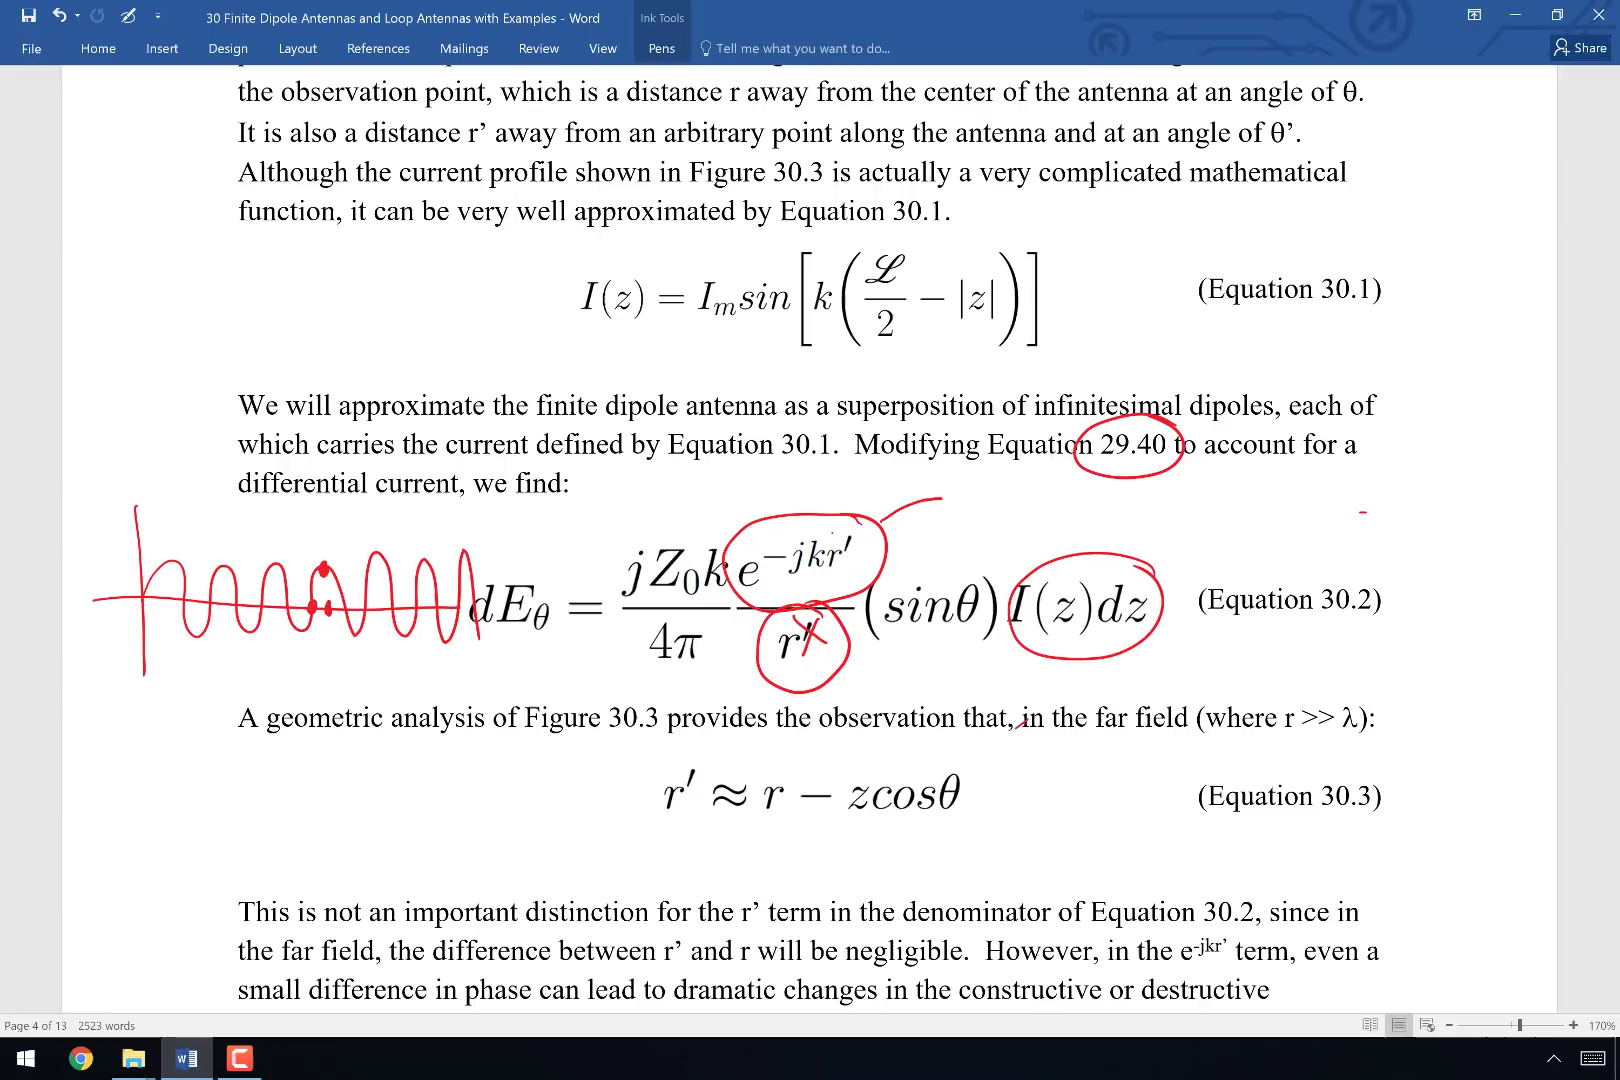 30 Finite Dipole Antennas and Loop Antennas with Examples - Word
Ink Tools
File Home Insert Design Layout References Mailings Review View Pens Tell me what you want to do... Share
the observation point, which is a distance r away from the center of the antenna at an angle of θ.
It is also a distance r’ away from an arbitrary point along the antenna and at an angle of θ’.
Although the current profile shown in Figure 30.3 is actually a very complicated mathematical
function, it can be very well approximated by Equation 30.1.
I(z) = I_m sin[k(ℒ/2 − |z|)] (Equation 30.1)
We will approximate the finite dipole antenna as a superposition of infinitesimal dipoles, each of
which carries the current defined by Equation 30.1. Modifying Equation 29.40 to account for a
differential current, we find:
dE_θ = jZ_0k/4π e^{−jkr′}/r′ (sinθ) I(z)dz (Equation 30.2)
A geometric analysis of Figure 30.3 provides the observation that, in the far field (where r >> λ):
r′ ≈ r − zcosθ (Equation 30.3)
This is not an important distinction for the r’ term in the denominator of Equation 30.2, since in
the far field, the difference between r’ and r will be negligible. However, in the e^{-jkr’} term, even a
small difference in phase can lead to dramatic changes in the constructive or destructive
Page 4 of 13 2523 words 170%